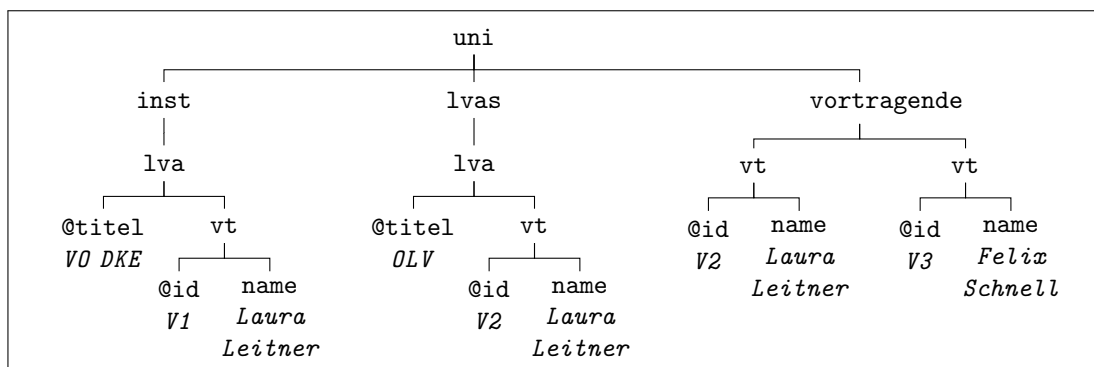 uni
inst lvas vortragende
lva lva vt vt
@titel vt @titel vt @id name @id name
VO DKE OLV V2 Laura V3 Felix
Leitner Schnell
@id name @id name
V1 Laura V2 Laura
Leitner Leitner